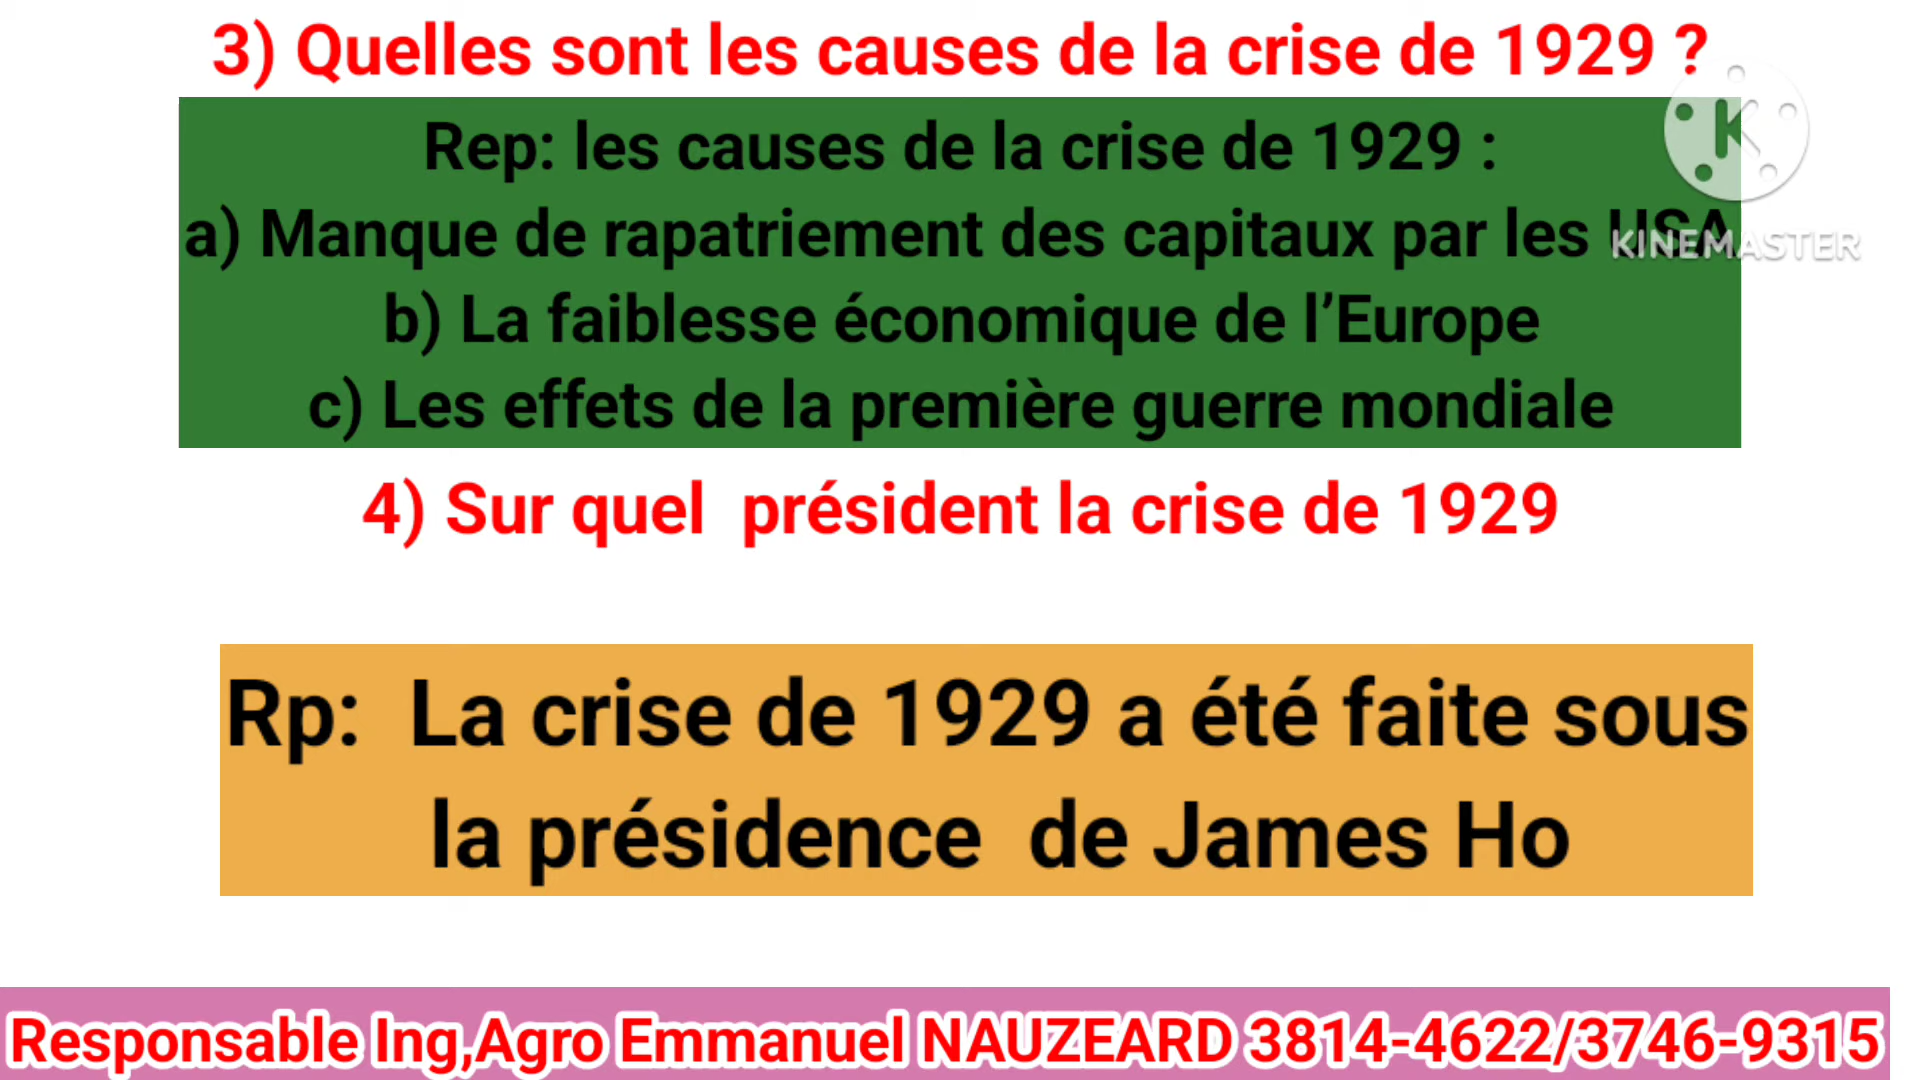 3) Quelles sont les causes de la crise de 1929 ?
Rep: les causes de la crise de 1929 :
a) Manque de rapatriement des capitaux par les USA
KINEMASTER
b) La faiblesse économique de l’Europe
c) Les effets de la première guerre mondiale
4) Sur quel président la crise de 1929
Rp: La crise de 1929 a été faite sous
la présidence de James Ho
Responsable Ing,Agro Emmanuel NAUZEARD 3814-4622/3746-9315